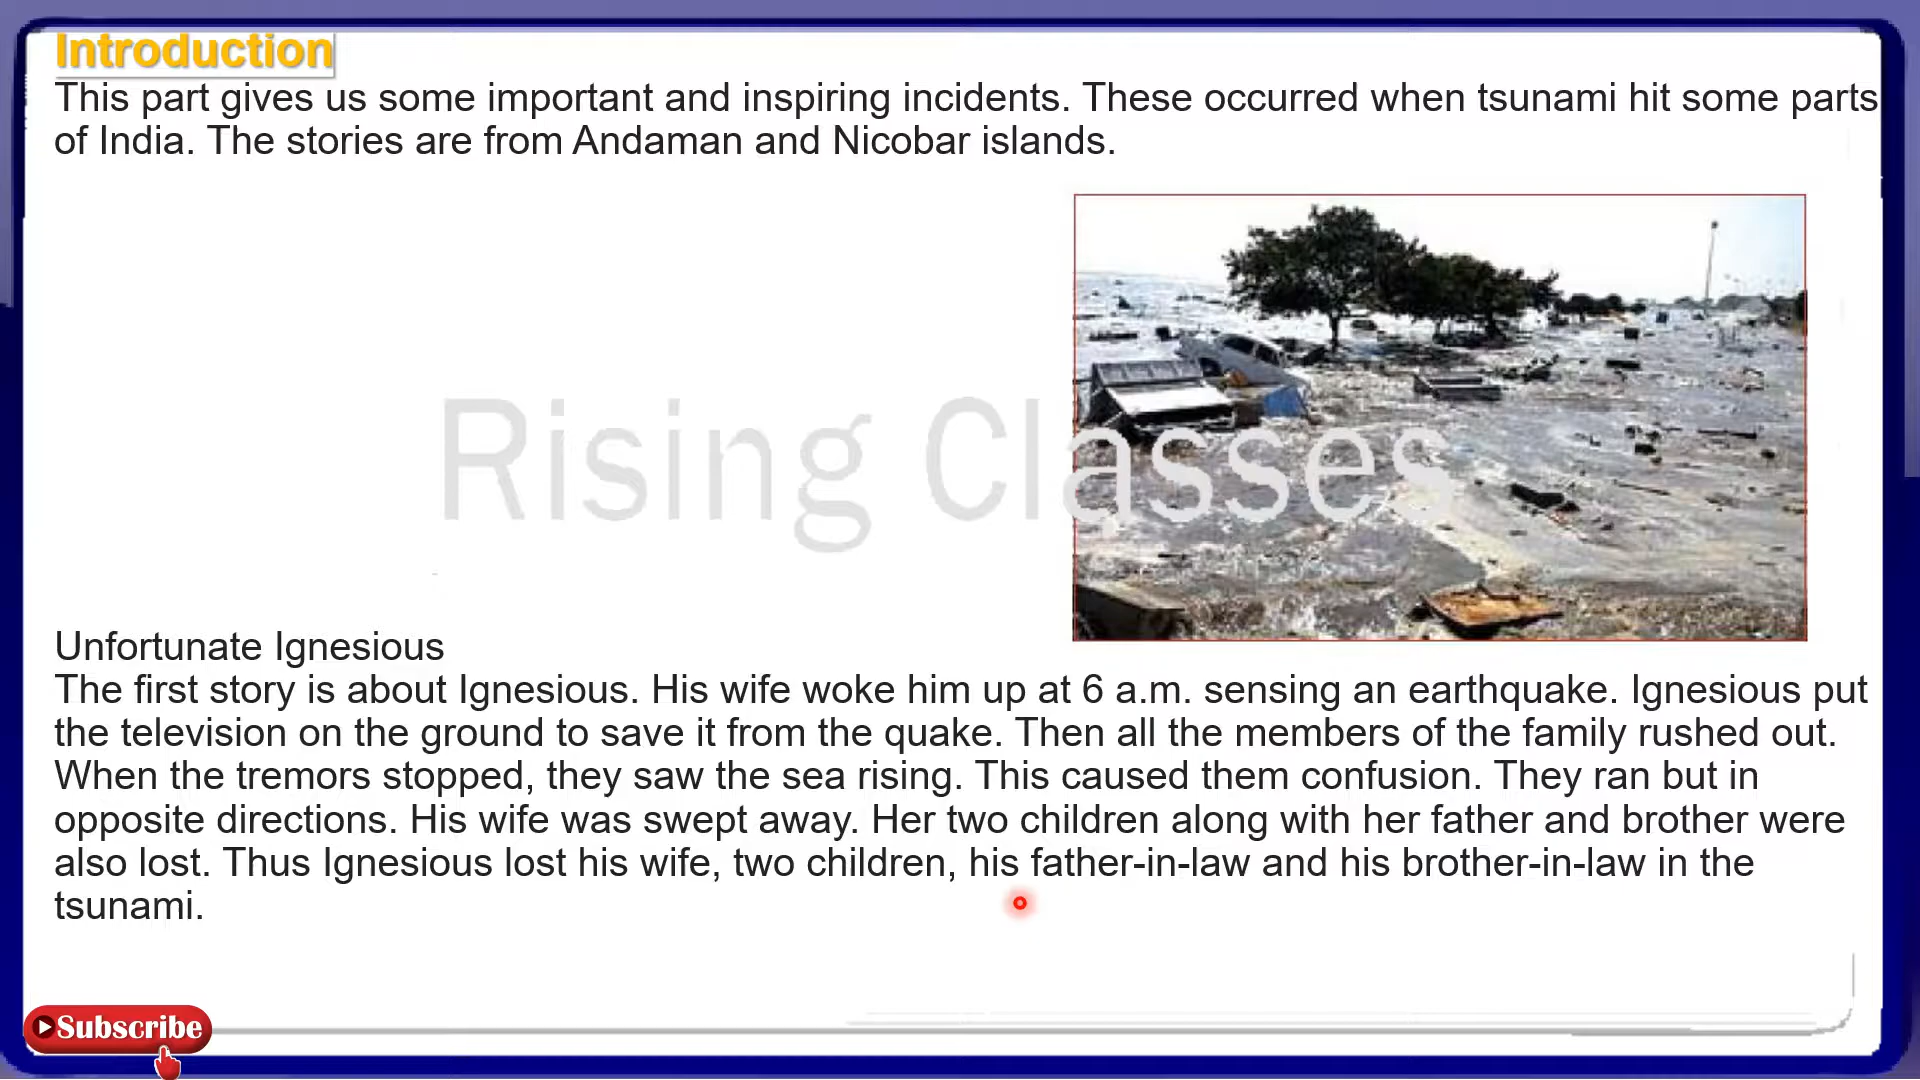 Introduction
This part gives us some important and inspiring incidents. These occurred when tsunami hit some parts
of India. The stories are from Andaman and Nicobar islands.
Rising Classes
Unfortunate Ignesious
The first story is about Ignesious. His wife woke him up at 6 a.m. sensing an earthquake. Ignesious put
the television on the ground to save it from the quake. Then all the members of the family rushed out.
When the tremors stopped, they saw the sea rising. This caused them confusion. They ran but in
opposite directions. His wife was swept away. Her two children along with her father and brother were
also lost. Thus Ignesious lost his wife, two children, his father-in-law and his brother-in-law in the
tsunami.
Subscribe